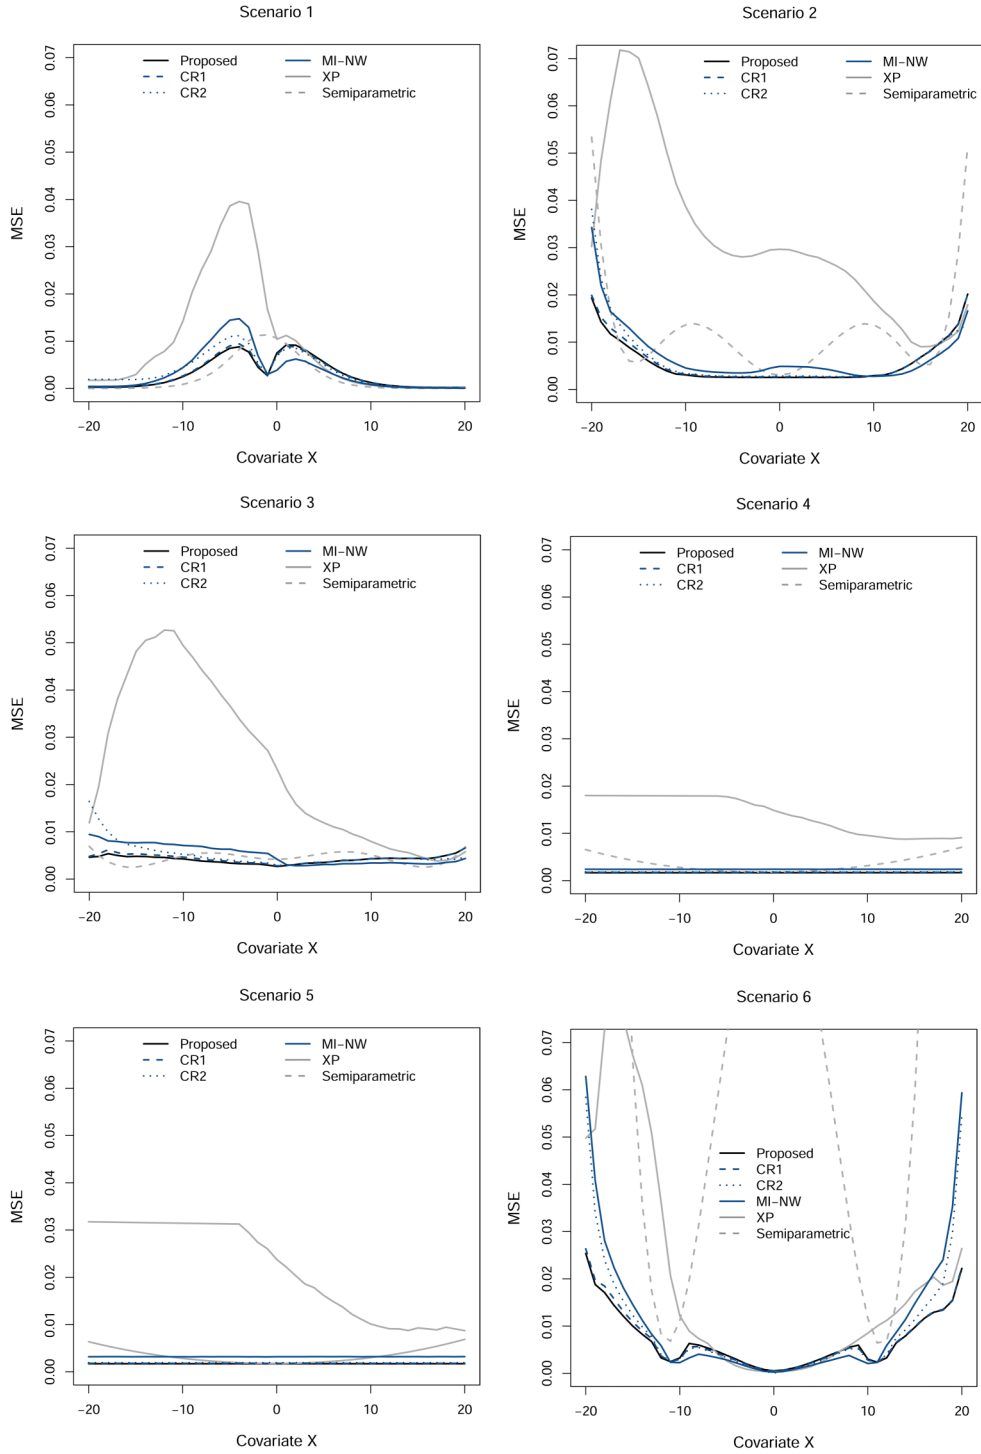 Scenario 1
MSE
0.00 0.01 0.02 0.03 0.04 0.05 0.06 0.07
Proposed
CR1
CR2
MI−NW
XP
Semiparametric
−20 −10 0 10 20
Covariate X
Scenario 2
MSE
0.00 0.01 0.02 0.03 0.04 0.05 0.06 0.07
Proposed
CR1
CR2
MI−NW
XP
Semiparametric
−20 −10 0 10 20
Covariate X
Scenario 3
MSE
0.00 0.01 0.02 0.03 0.04 0.05 0.06 0.07
Proposed
CR1
CR2
MI−NW
XP
Semiparametric
−20 −10 0 10 20
Covariate X
Scenario 4
MSE
0.00 0.01 0.02 0.03 0.04 0.05 0.06 0.07
Proposed
CR1
CR2
MI−NW
XP
Semiparametric
−20 −10 0 10 20
Covariate X
Scenario 5
MSE
0.00 0.01 0.02 0.03 0.04 0.05 0.06 0.07
Proposed
CR1
CR2
MI−NW
XP
Semiparametric
−20 −10 0 10 20
Covariate X
Scenario 6
MSE
0.00 0.01 0.02 0.03 0.04 0.05 0.06 0.07
Proposed
CR1
CR2
MI−NW
XP
Semiparametric
−20 −10 0 10 20
Covariate X